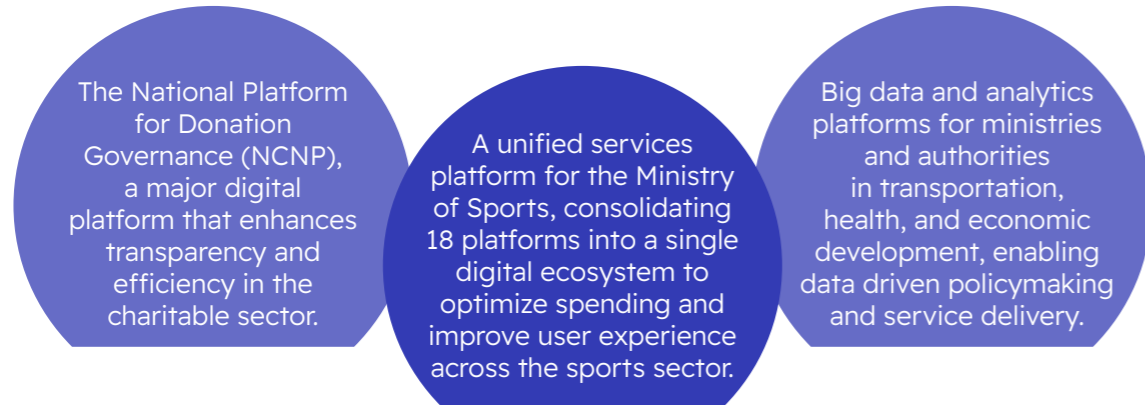 The National Platform
for Donation
Governance (NCNP),
a major digital
platform that enhances
transparency and
efficiency in the
charitable sector.
A unified services
platform for the Ministry
of Sports, consolidating
18 platforms into a single
digital ecosystem to
optimize spending and
improve user experience
across the sports sector.
Big data and analytics
platforms for ministries
and authorities
in transportation,
health, and economic
development, enabling
data driven policymaking
and service delivery.